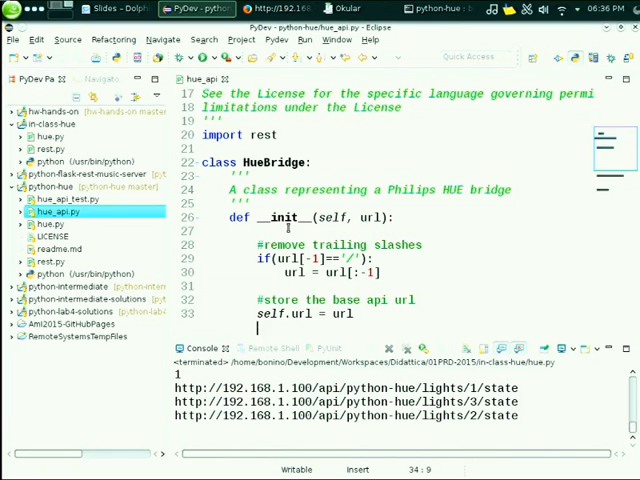 Slides – Dolph
PyDev - python
http://192.16
Okular
python-hue :
06:36 PM
PyDev - python-hue/hue_api.py - Eclipse
File Edit Source Refactoring Navigate Search Project Pydev Run Window Help
Quick Access
PyDev Pa
Navigato
hue_api
hw-hands-on [hw-hands-on master]
in-class-hue
hue.py
rest.py
python (/usr/bin/python)
python-flask-rest-music-server
python-hue [python-hue master]
hue_api_test.py
hue_api.py
hue.py
LICENSE
readme.md
rest.py
python (/usr/bin/python)
python-intermediate
python-intermediate-solutions
python-lab4-solutions
AmI2015-GitHubPages
RemoteSystemsTempFiles
17 See the License for the specific language governing permi
18 limitations under the License
19 '''
20 import rest
21
22 class HueBridge:
23 '''
24 A class representing a Philips HUE bridge
25 '''
26 def __init__(self, url):
27
28 #remove trailing slashes
29 if(url[-1]=='/'):
30 url = url[:-1]
31
32 #store the base api url
33 self.url = url
Console
Remote Shell
PyUnit
<terminated> /home/bonino/Development/Workspaces/Didattica/01PRD-2015/in-class-hue/hue.py
1
http://192.168.1.100/api/python-hue/lights/1/state
http://192.168.1.100/api/python-hue/lights/3/state
http://192.168.1.100/api/python-hue/lights/2/state
Writable
Insert
34 : 9